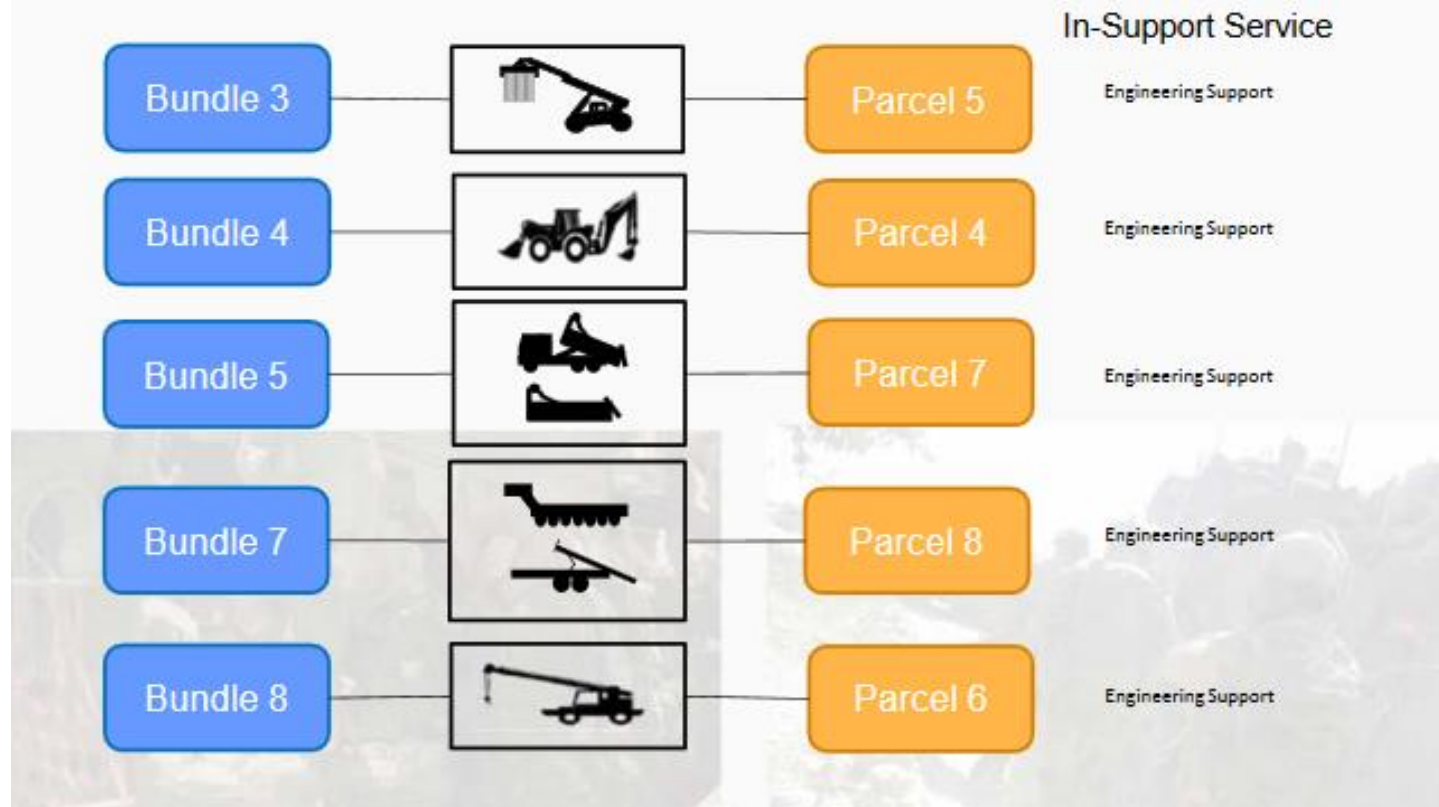 In-Support Service
Bundle 3
Parcel 5
Engineering Support
Bundle 4
Parcel 4
Engineering Support
Bundle 5
Parcel 7
Engineering Support
Bundle 7
Parcel 8
Engineering Support
Bundle 8
Parcel 6
Engineering Support